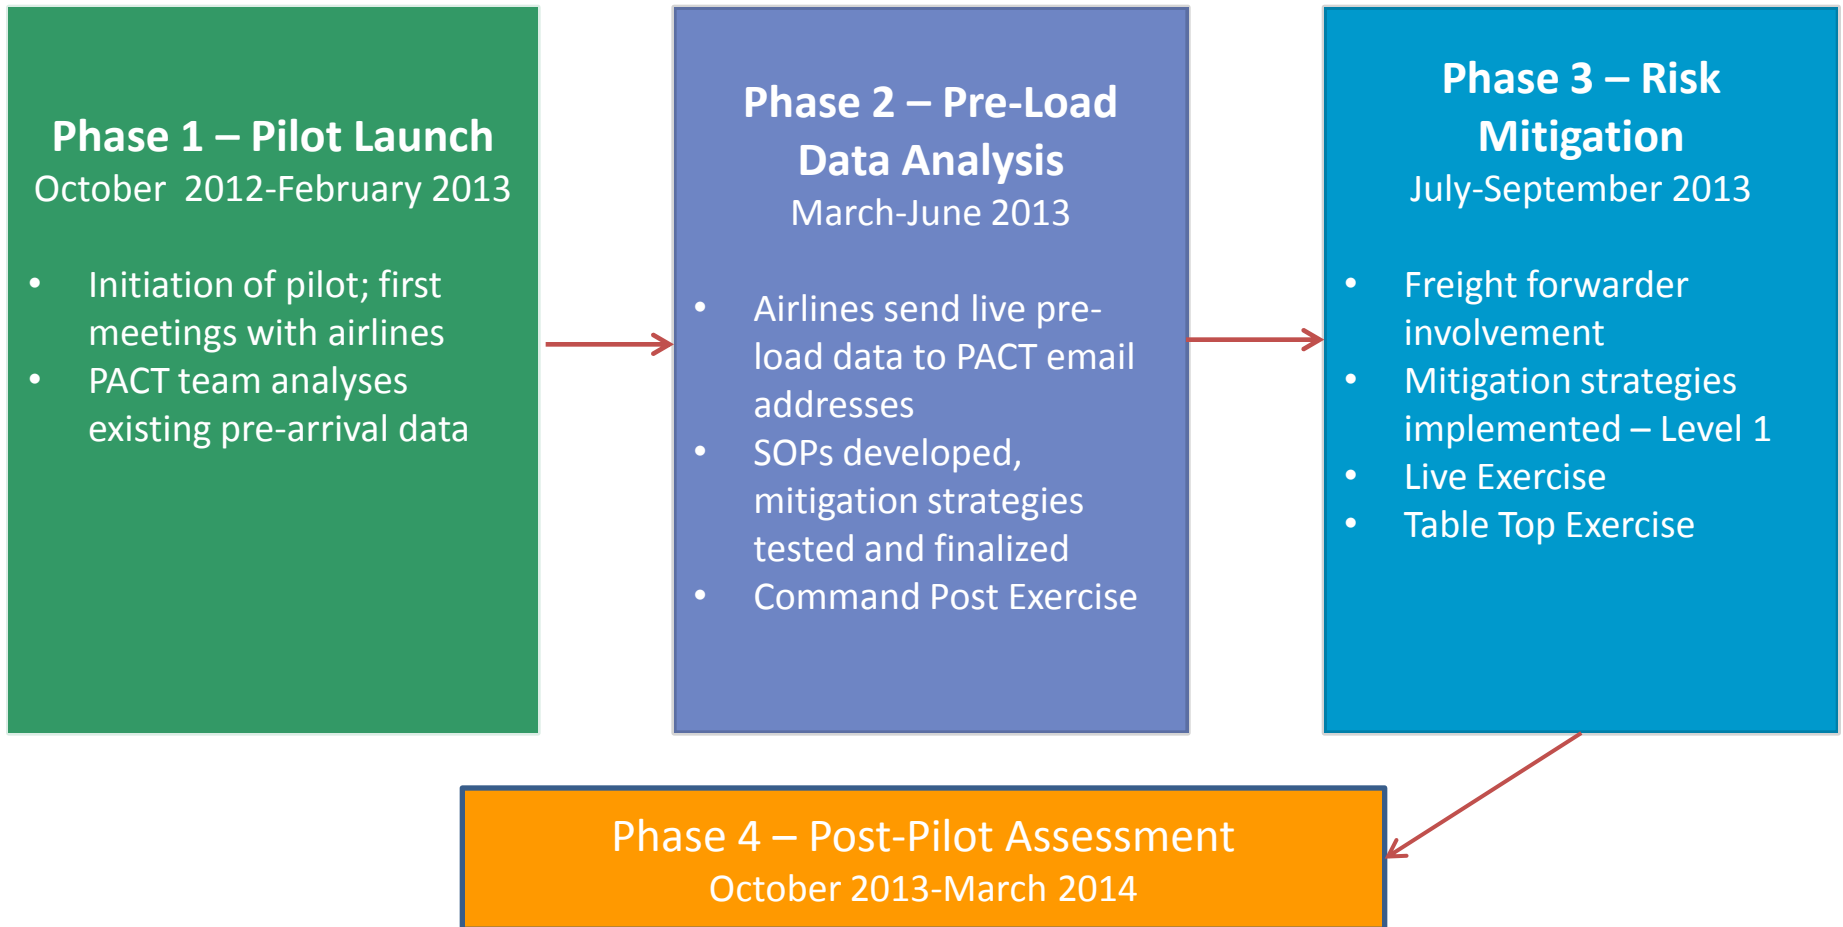 Phase 1 – Pilot Launch
October  2012-February 2013
• Initiation of pilot; first
meetings with airlines
• PACT team analyses
existing pre-arrival data
Phase 2 – Pre-Load
Data Analysis
March-June 2013
• Airlines send live pre-
load data to PACT email
addresses
• SOPs developed,
mitigation strategies
tested and finalized
• Command Post Exercise
Phase 3 – Risk
Mitigation
July-September 2013
• Freight forwarder
involvement
• Mitigation strategies
implemented – Level 1
• Live Exercise
• Table Top Exercise
Phase 4 – Post-Pilot Assessment
October 2013-March 2014